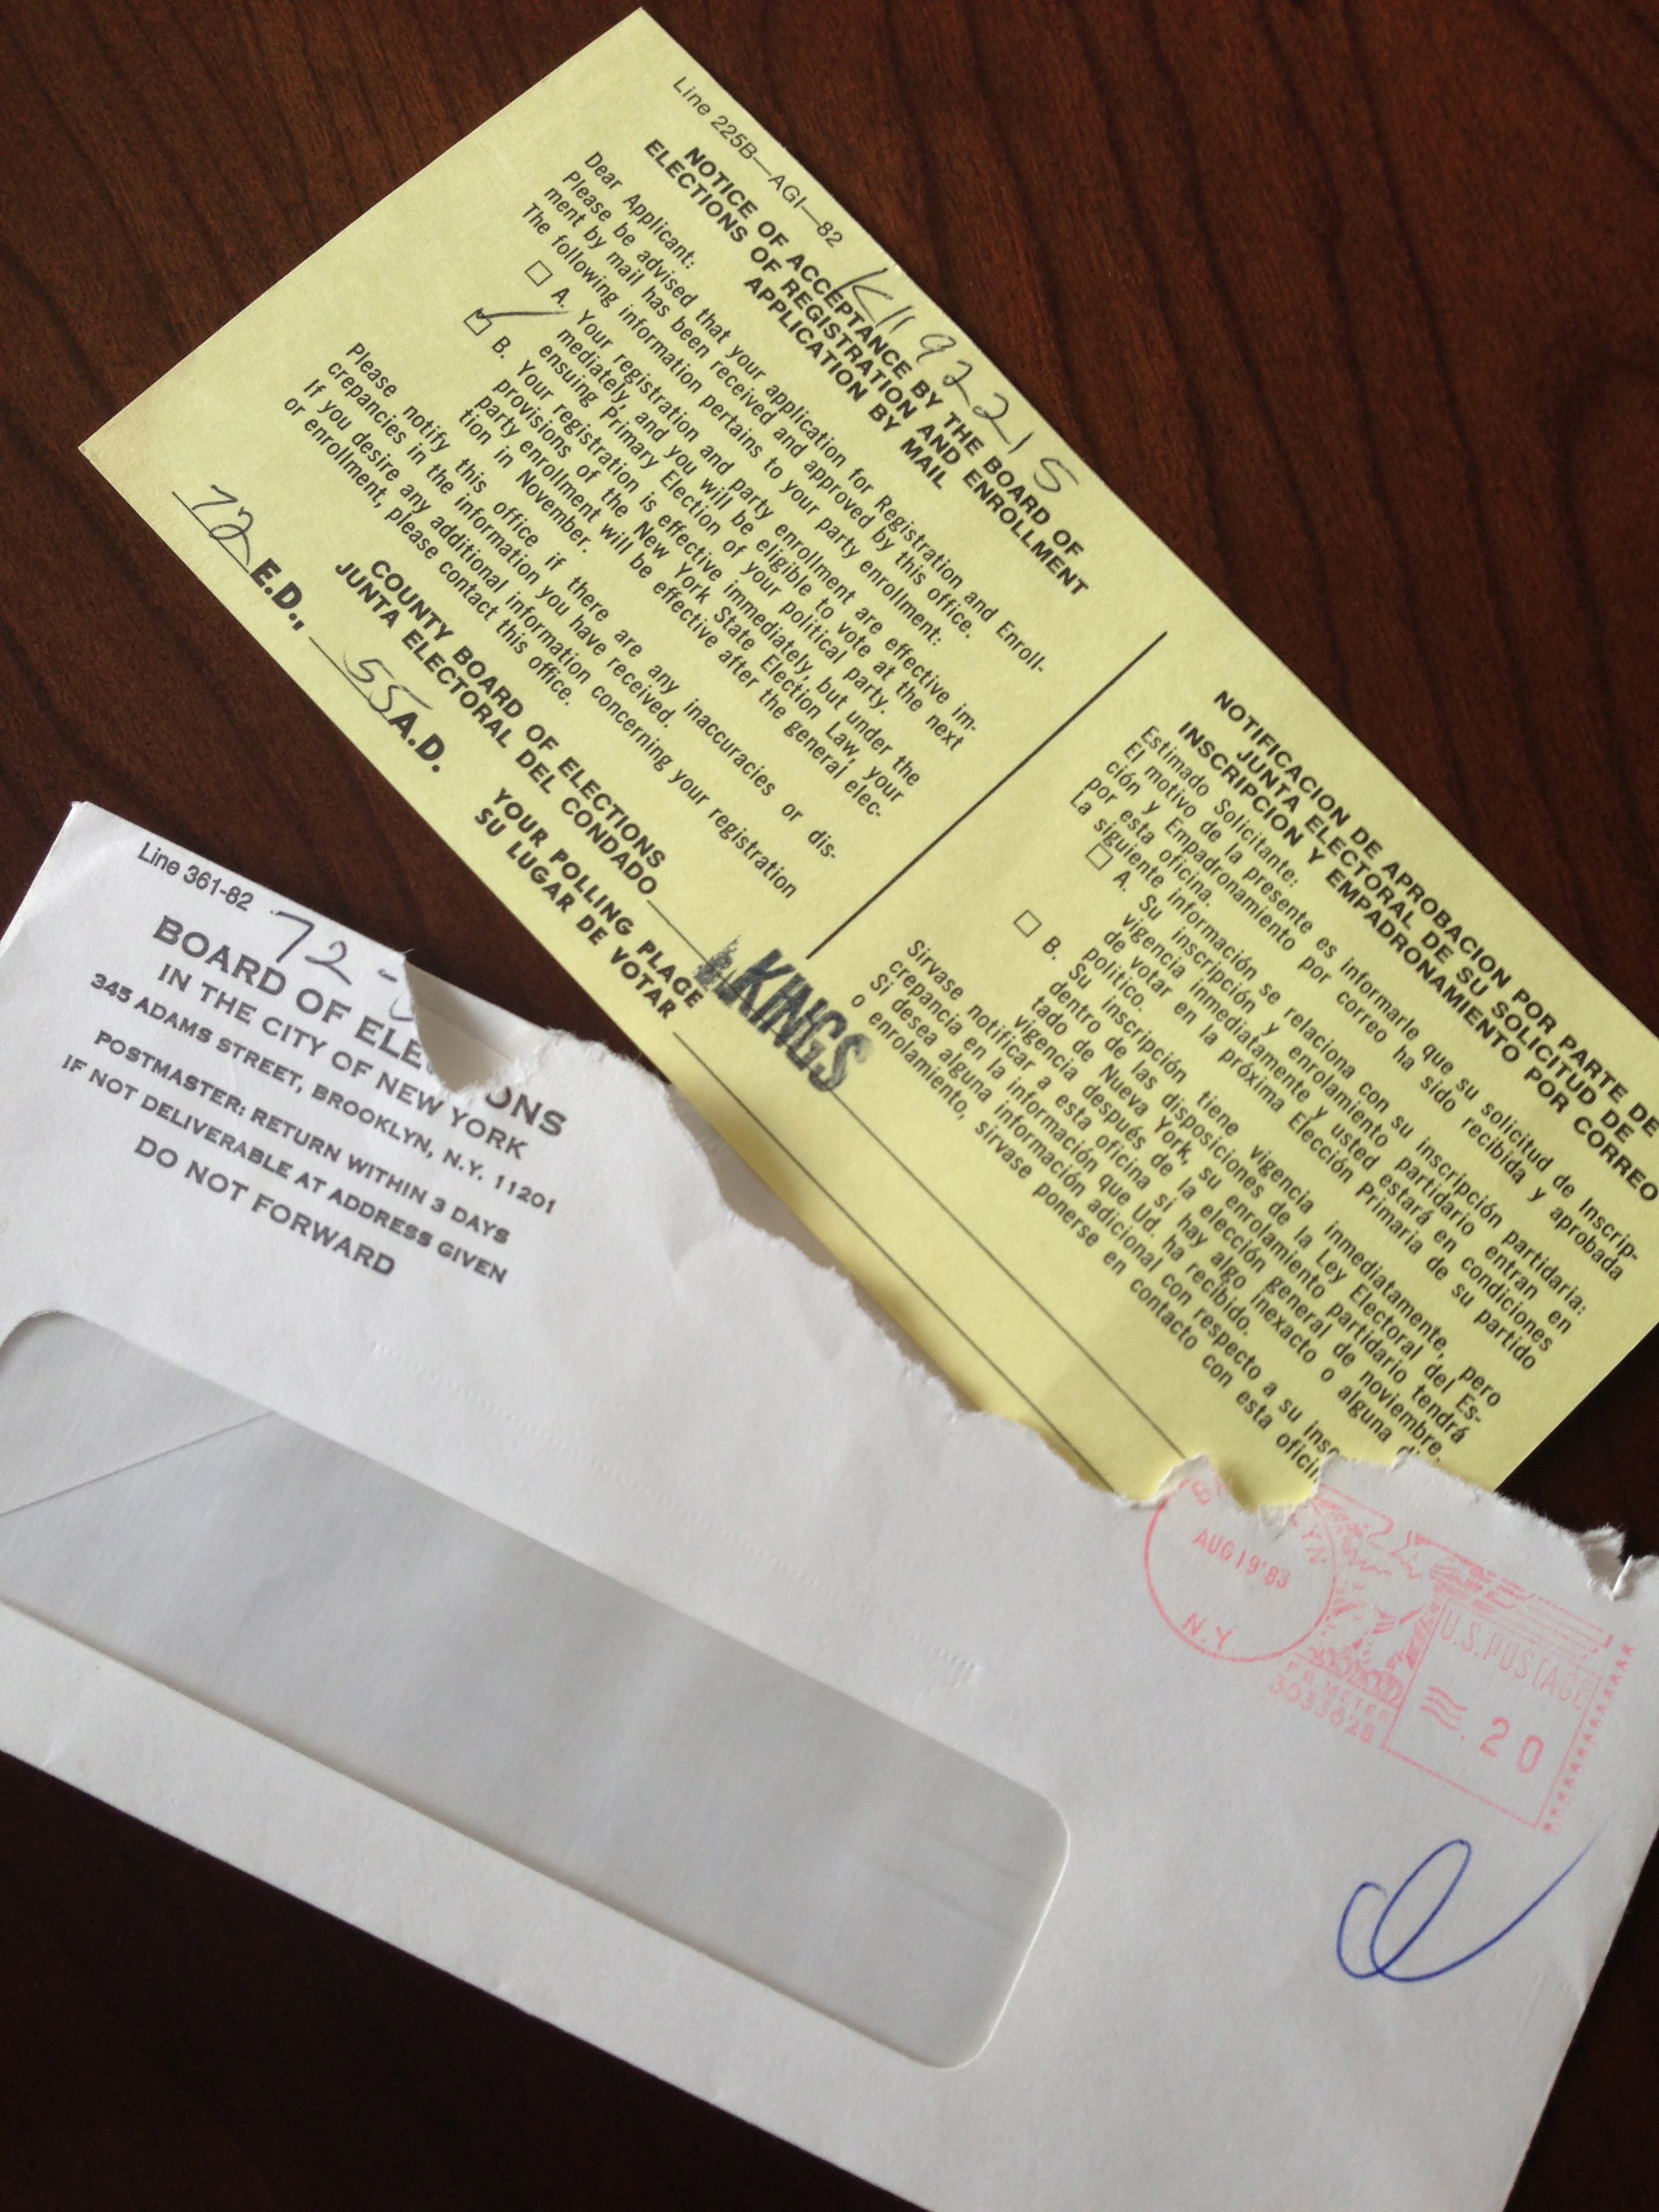 Line 225B—AGI—82
K1192215
NOTICE OF ACCEPTANCE BY THE BOARD OF
ELECTIONS OF REGISTRATION AND ENROLLMENT
APPLICATION BY MAIL
Dear Applicant:
Please be advised that your application for Registration and Enroll-
ment by mail has been received and approved by this office.
The following information pertains to your party enrollment:
A. Your registration and party enrollment are effective im-
mediately, and you will be eligible to vote at the next
ensuing Primary Election of your political party.
B. Your registration is effective immediately, but under the
provisions of the New York State Election Law, your
party enrollment will be effective after the general elec-
tion in November.
Please notify this office if there are any inaccuracies or dis-
crepancies in the information you have received.
If you desire any additional information concerning your registration
or enrollment, please contact this office.
COUNTY BOARD OF ELECTIONS
JUNTA ELECTORAL DEL CONDADO KINGS
72 E.D., 55 A.D. YOUR POLLING PLACE
SU LUGAR DE VOTAR
NOTIFICACION DE APROBACION POR PARTE DE
JUNTA ELECTORAL DE SU SOLICITUD DE
INSCRIPCION Y EMPADRONAMIENTO POR CORREO
Estimado Solicitante:
El motivo de la presente es informarle que su solicitud de Inscrip-
ción y Empadronamiento por correo ha sido recibida y aprobada
por esta oficina.
La siguiente información se relaciona con su inscripción partidaria:
A. Su inscripción y enrolamiento partidario entran en
vigencia inmediatamente y usted estará en condiciones
de votar en la próxima Elección Primaria de su partido
político.
B. Su inscripción tiene vigencia inmediatamente, pero
dentro de las disposiciones de la Ley Electoral del Es-
tado de Nueva York, su enrolamiento partidario tendrá
vigencia después de la elección general de noviembre.
Sirvase notificar a esta oficina si hay algo inexacto o alguna
crepancia en la información que Ud. ha recibido.
Si desea alguna información adicional con respecto a su
o enrolamiento, sirvase ponerse en contacto con esta
Line 361-82
72-
BOARD OF ELECTIONS
IN THE CITY OF NEW YORK
345 ADAMS STREET, BROOKLYN, N.Y. 11201
POSTMASTER: RETURN WITHIN 3 DAYS
IF NOT DELIVERABLE AT ADDRESS GIVEN
DO NOT FORWARD
AUG 19 '83
N.Y.
U.S. POSTAGE
.20
P.B. METER
3033628